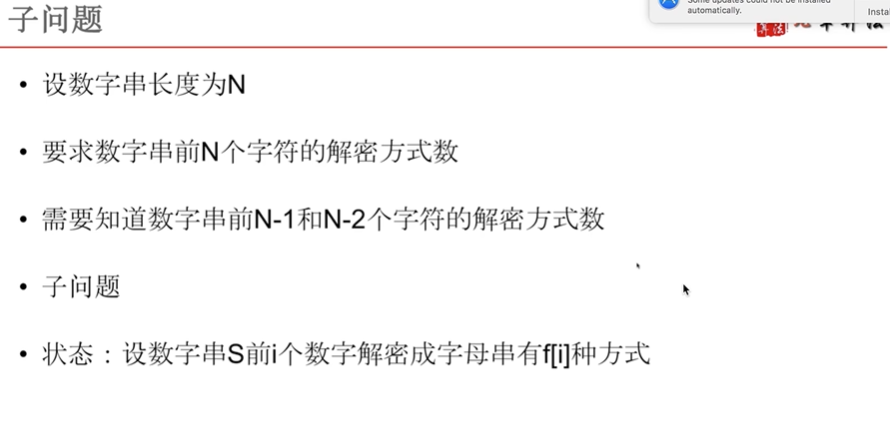 子问题
Some updates could not be installed
automatically.
算法
• 设数字串长度为N
• 要求数字串前N个字符的解密方式数
• 需要知道数字串前N-1和N-2个字符的解密方式数
• 子问题
• 状态：设数字串S前i个数字解密成字母串有f[i]种方式